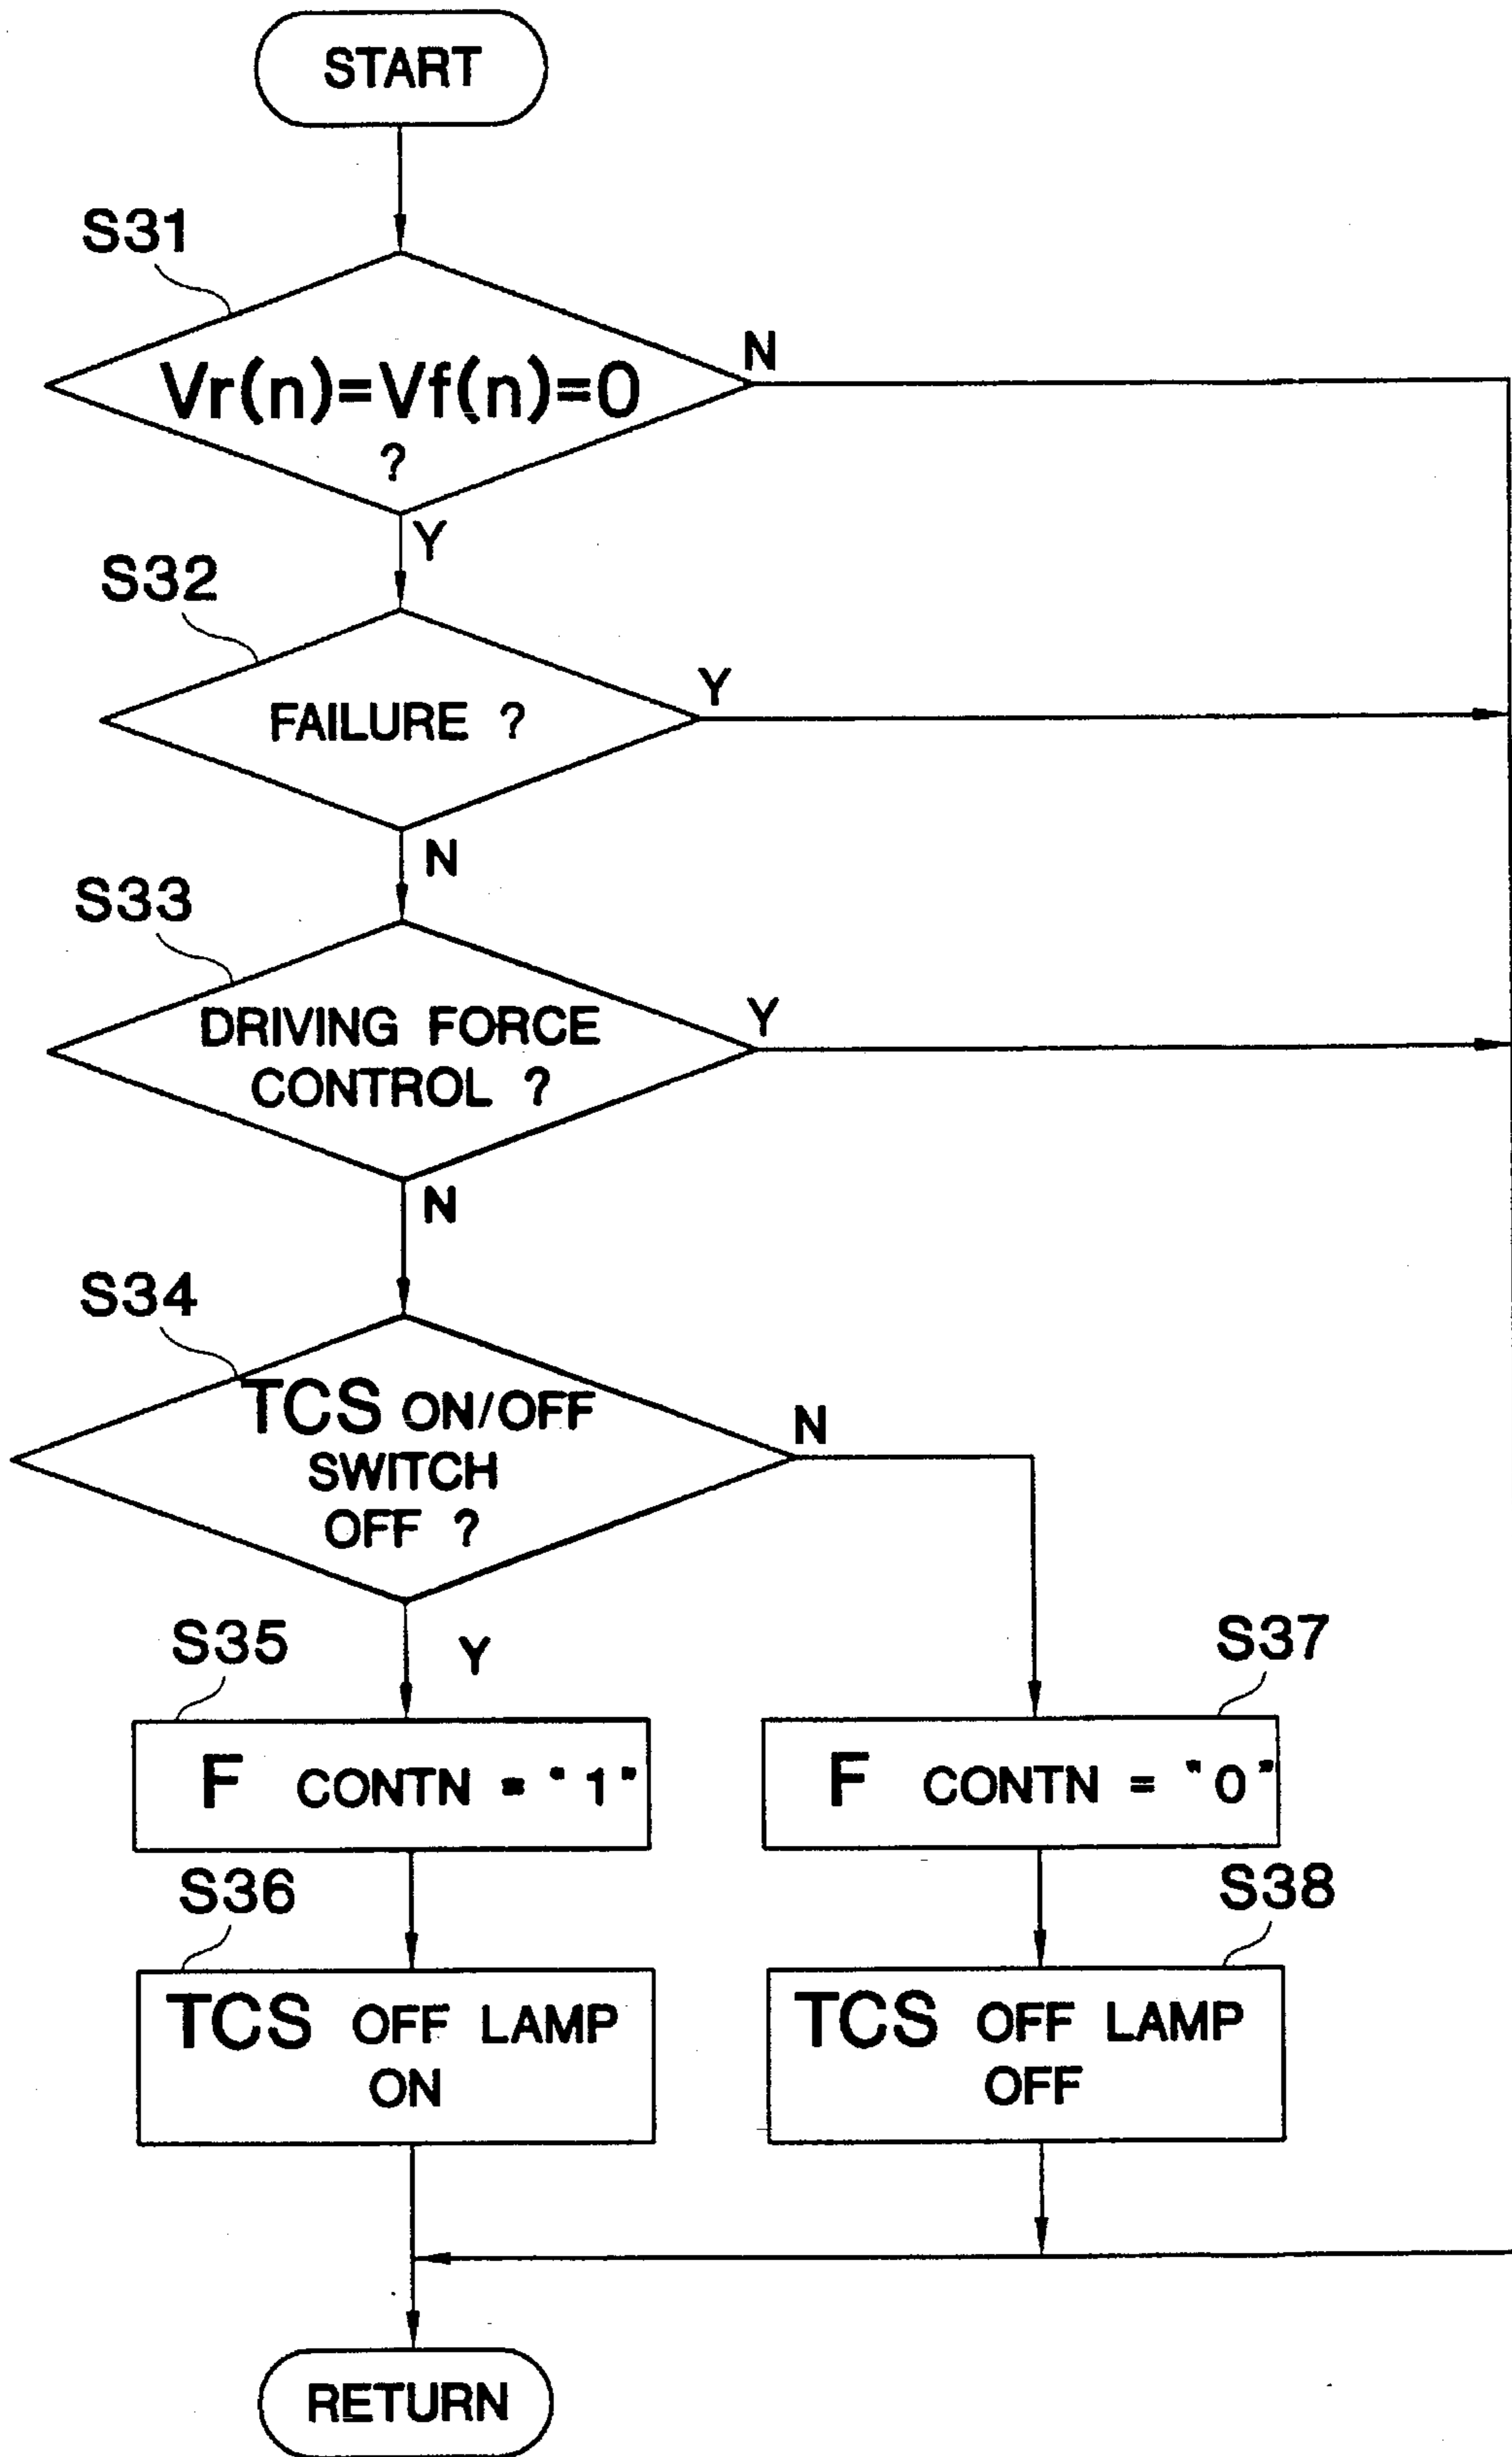 START
S31
Vr(n)=Vf(n)=0
?
N
Y
S32
FAILURE ?
Y
N
S33
DRIVING FORCE
CONTROL ?
Y
N
S34
TCS ON/OFF
SWITCH
OFF ?
N
Y
S35
F CONTN = "1"
S37
F CONTN = "0"
S36
TCS OFF LAMP
ON
S38
TCS OFF LAMP
OFF
RETURN